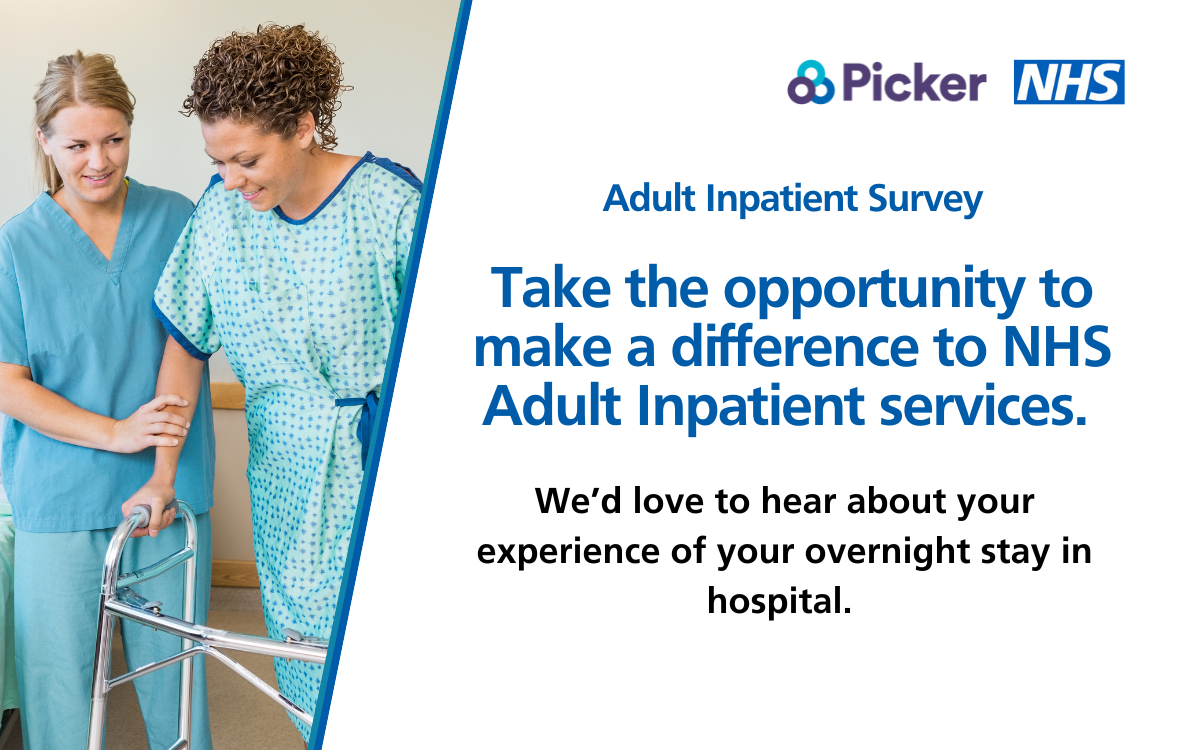 Picker NHS
Adult Inpatient Survey
Take the opportunity to
make a difference to NHS
Adult Inpatient services.
We’d love to hear about your
experience of your overnight stay in
hospital.